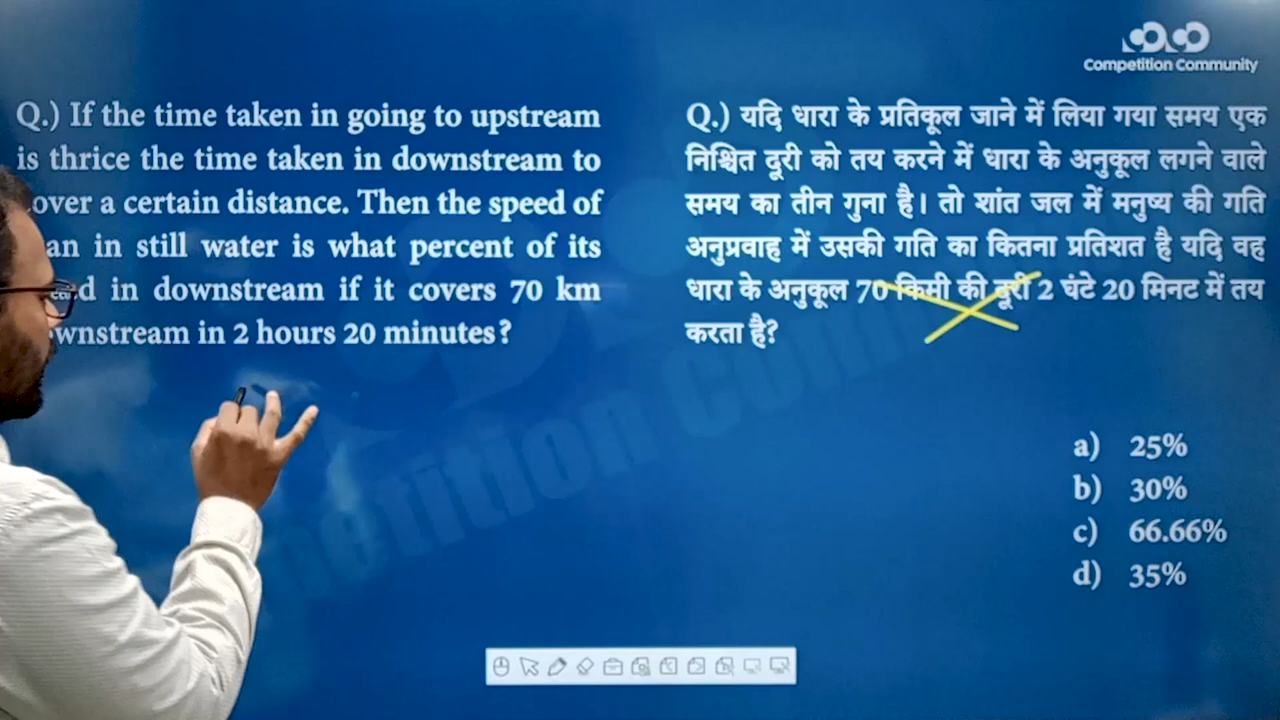 Competition Community
Q.) If the time taken in going to upstream
is thrice the time taken in downstream to
over a certain distance. Then the speed of
an in still water is what percent of its
d in downstream if it covers 70 km
wnstream in 2 hours 20 minutes?
Q.) यदि धारा के प्रतिकूल जाने में लिया गया समय एक
निश्चित दूरी को तय करने में धारा के अनुकूल लगने वाले
समय का तीन गुना है। तो शांत जल में मनुष्य की गति
अनुप्रवाह में उसकी गति का कितना प्रतिशत है यदि वह
धारा के अनुकूल 70 किमी की दूरी 2 घंटे 20 मिनट में तय
करता है?
a) 25%
b) 30%
c) 66.66%
d) 35%